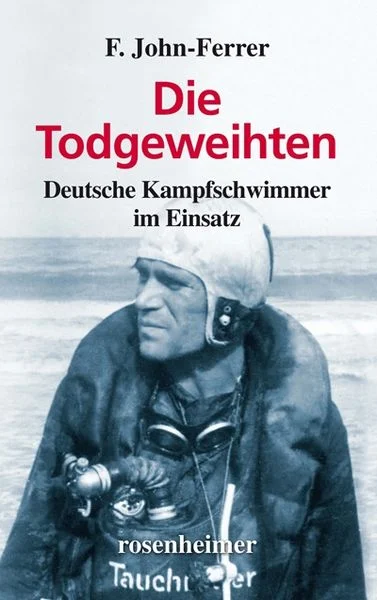 F. John-Ferrer
Die
Todgeweihten
Deutsche Kampfschwimmer
im Einsatz
rosenheimer